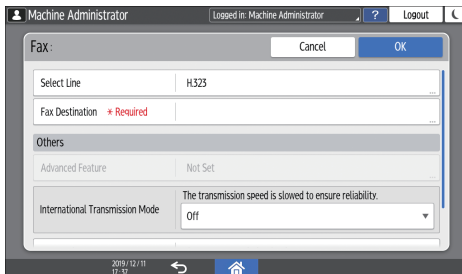 Machine Administrator
Logged in: Machine Administrator
?
Logout
Fax:
Cancel
OK
Select Line
H.323
...
Fax Destination * Required
...
Others
Advanced Feature
Not Set
...
International Transmission Mode
The transmission speed is slowed to ensure reliability.
Off
2019/12/11
17:37